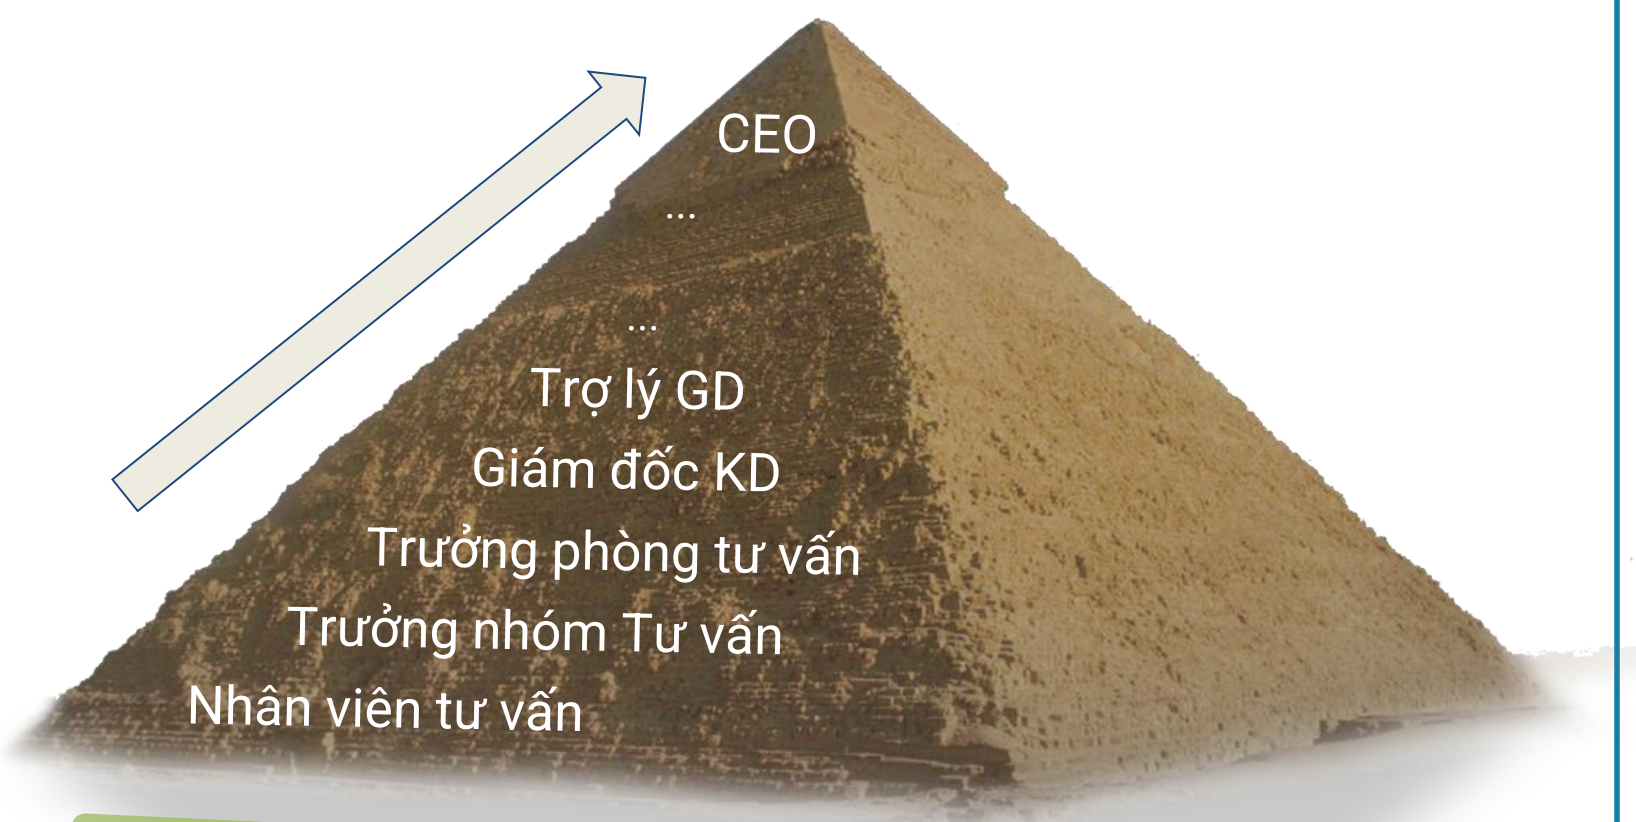 CEO
...
...
Trợ lý GD
Giám đốc KD
Trưởng phòng tư vấn
Trưởng nhóm Tư vấn
Nhân viên tư vấn